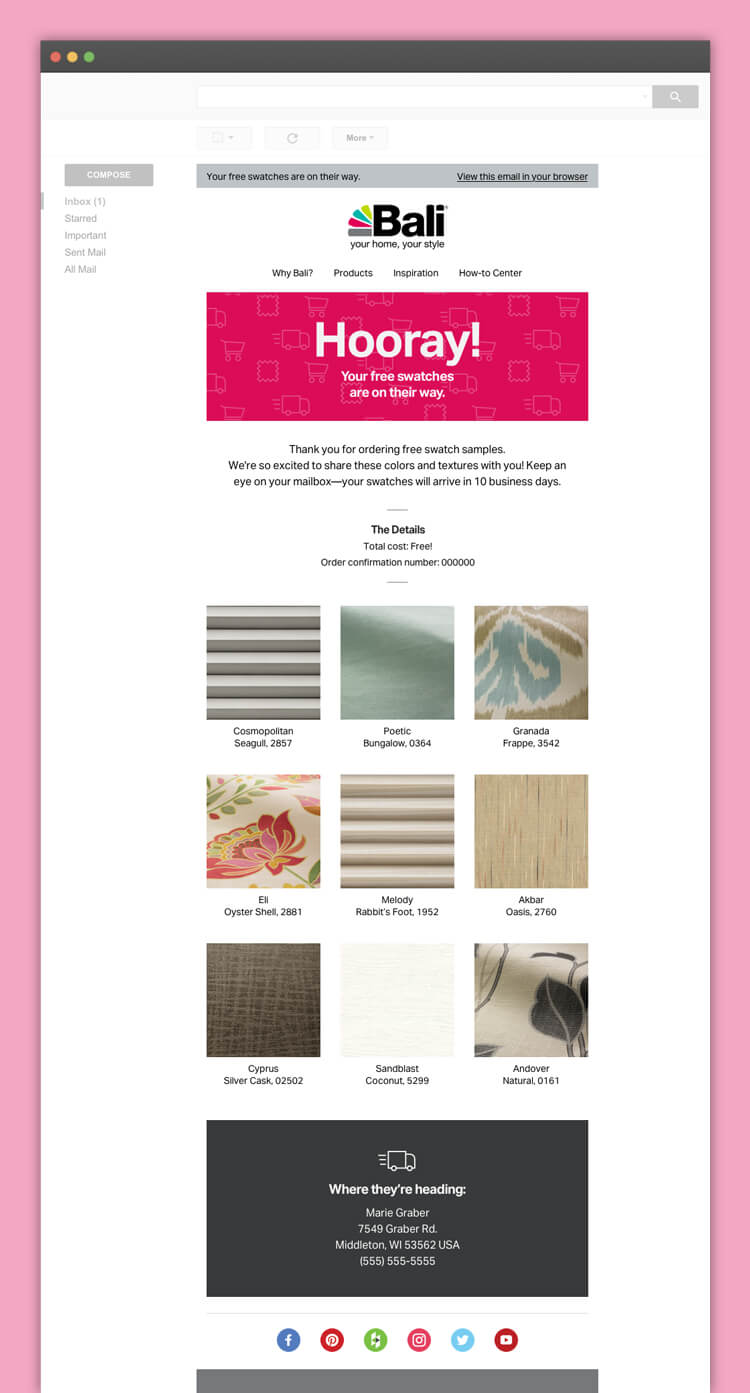 More
COMPOSE
Inbox (1)
Starred
Important
Sent Mail
All Mail
Your free swatches are on their way.
View this email in your browser
Bali
your home, your style
Why Bali?
Products
Inspiration
How-to Center
Hooray!
Your free swatches
are on their way.
Thank you for ordering free swatch samples.
We're so excited to share these colors and textures with you! Keep an
eye on your mailbox—your swatches will arrive in 10 business days.
The Details
Total cost: Free!
Order confirmation number: 000000
Cosmopolitan
Seagull, 2857
Poetic
Bungalow, 0364
Granada
Frappe, 3542
Eli
Oyster Shell, 2881
Melody
Rabbit's Foot, 1952
Akbar
Oasis, 2760
Cyprus
Silver Cask, 02502
Sandblast
Coconut, 5299
Andover
Natural, 0161
Where they're heading:
Marie Graber
7549 Graber Rd.
Middleton, WI 53562 USA
(555) 555-5555